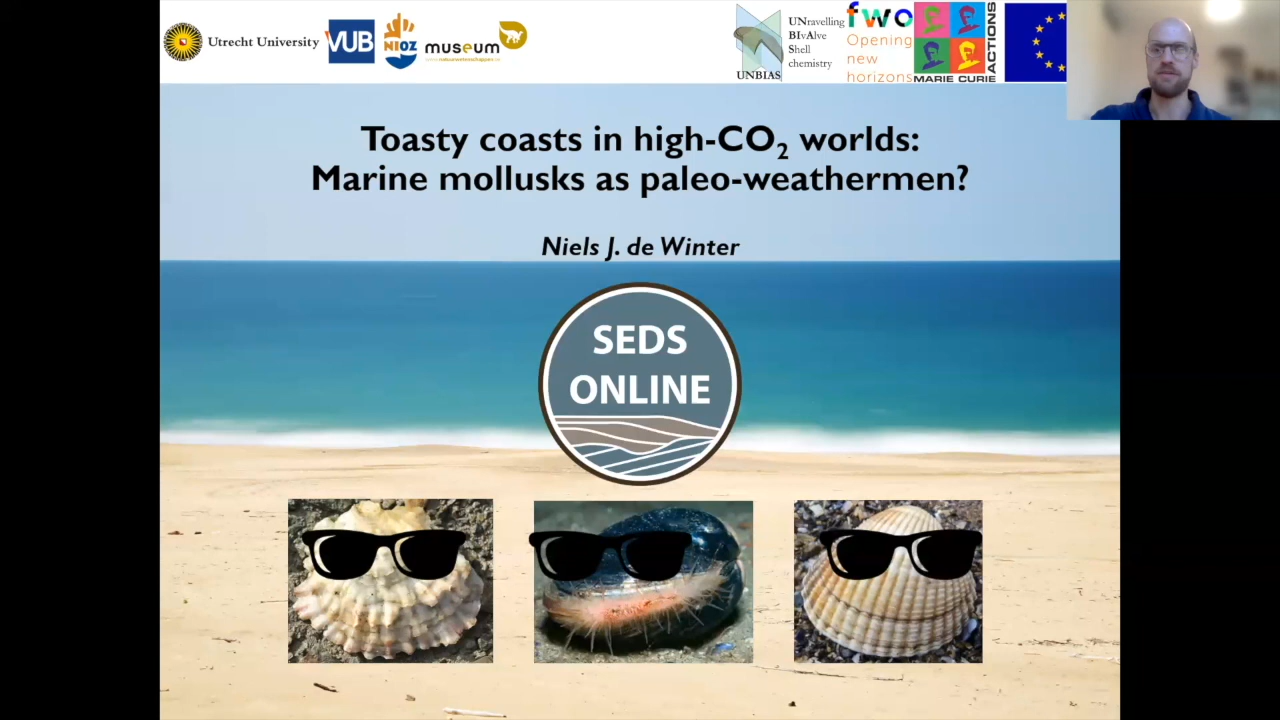 Utrecht University
VUB
NIOZ
museum
UNBIAS
UNravelling
BIvAlve
Shell
chemistry
fwo
Opening
new
horizons
MARIE CURIE
ACTIONS
Toasty coasts in high-CO₂ worlds:
Marine mollusks as paleo-weathermen?
Niels J. de Winter
SEDS
ONLINE